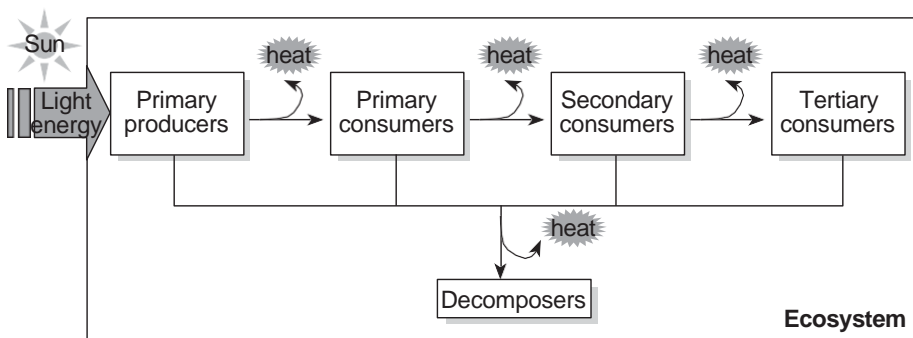 Sun
Light
energy
Primary
producers
heat
Primary
consumers
heat
Secondary
consumers
heat
Tertiary
consumers
heat
Decomposers
Ecosystem